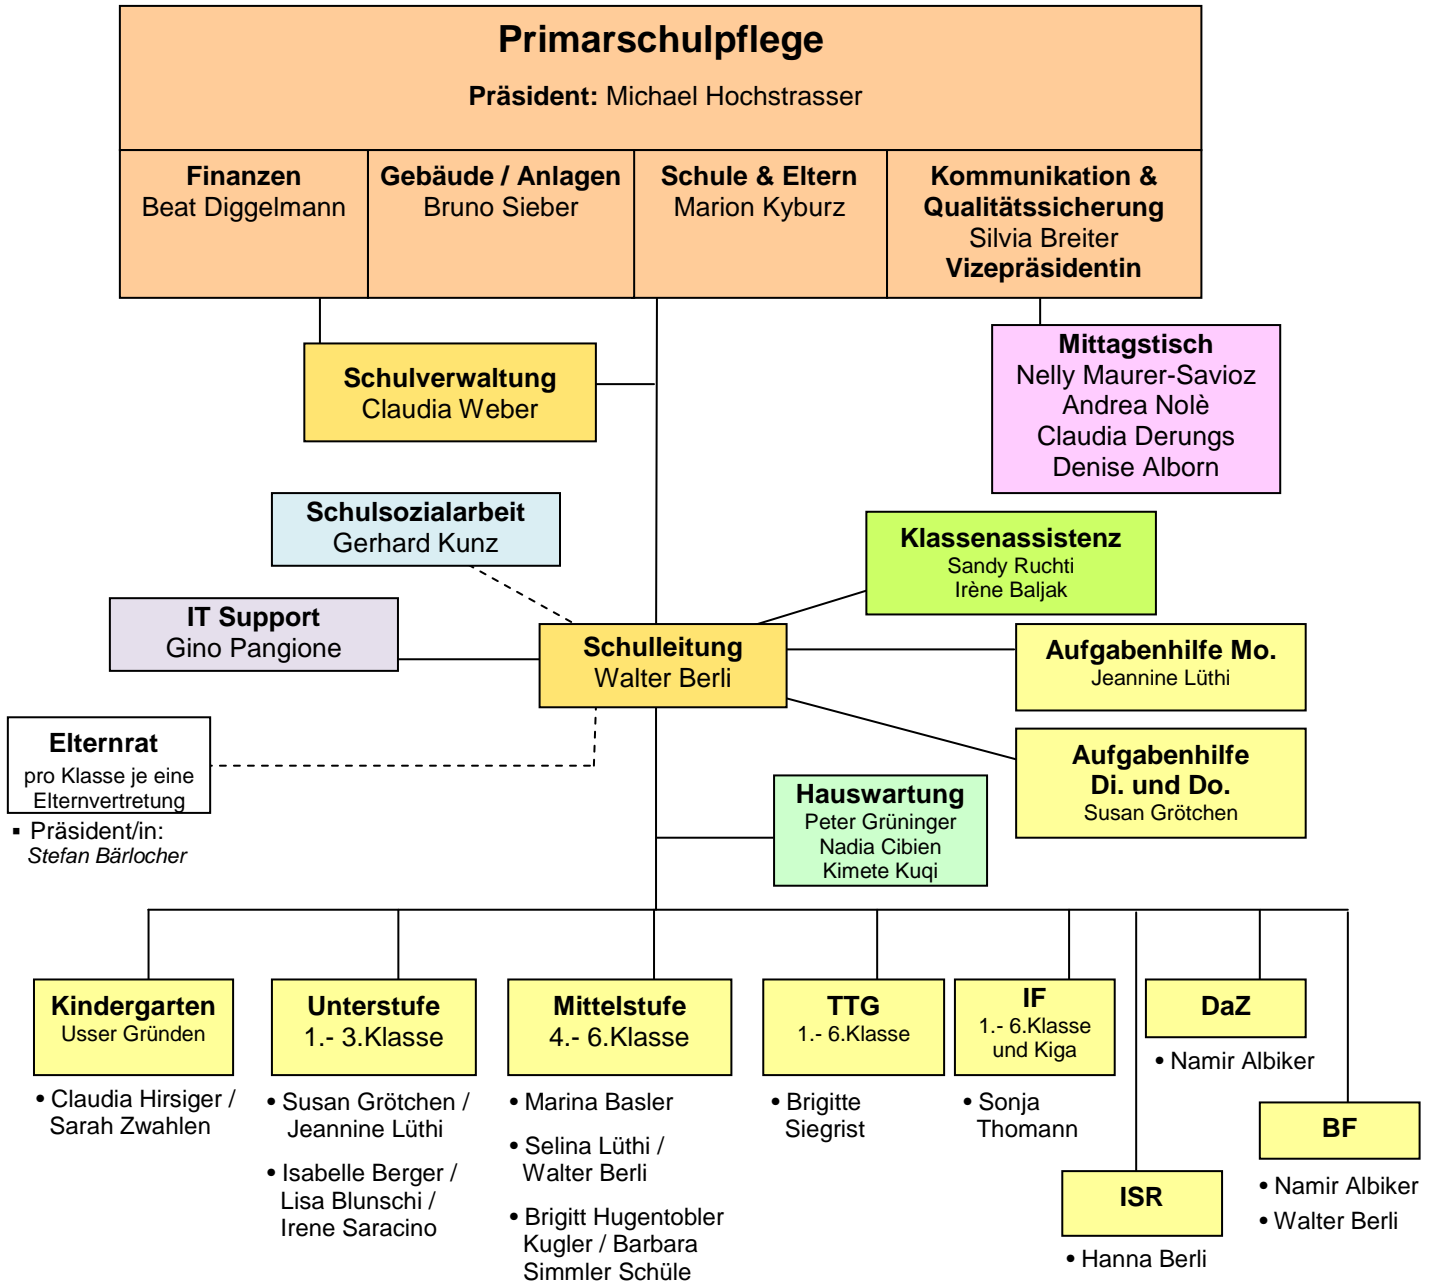 Primarschulpflege
Präsident: Michael Hochstrasser
Finanzen
Beat Diggelmann
Gebäude / Anlagen
Bruno Sieber
Schule & Eltern
Marion Kyburz
Kommunikation &
Qualitätssicherung
Silvia Breiter
Vizepräsidentin
Schulverwaltung
Claudia Weber
Mittagstisch
Nelly Maurer-Savioz
Andrea Nolè
Claudia Derungs
Denise Alborn
Schulsozialarbeit
Gerhard Kunz
Klassenassistenz
Sandy Ruchti
Irène Baljak
IT Support
Gino Pangione
Schulleitung
Walter Berli
Aufgabenhilfe Mo.
Jeannine Lüthi
Elternrat
pro Klasse je eine
Elternvertretung
▪ Präsident/in:
Stefan Bärlocher
Aufgabenhilfe
Di. und Do.
Susan Grötchen
Hauswartung
Peter Grüninger
Nadia Cibien
Kimete Kuqi
Kindergarten
Usser Gründen
• Claudia Hirsiger /
Sarah Zwahlen
Unterstufe
1.- 3.Klasse
• Susan Grötchen /
Jeannine Lüthi
• Isabelle Berger /
Lisa Blunschi /
Irene Saracino
Mittelstufe
4.- 6.Klasse
• Marina Basler
• Selina Lüthi /
Walter Berli
• Brigitt Hugentobler
Kugler / Barbara
Simmler Schüle
TTG
1.- 6.Klasse
• Brigitte
Siegrist
IF
1.- 6.Klasse
und Kiga
• Sonja
Thomann
ISR
• Hanna Berli
DaZ
• Namir Albiker
BF
• Namir Albiker
• Walter Berli